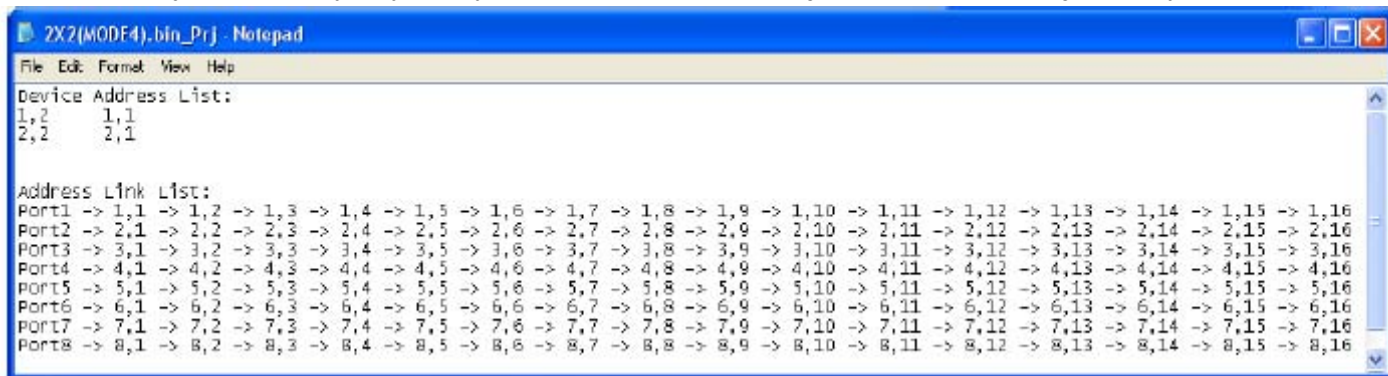 2X2(MODE4).bin_Prj - Notepad
File Edit Format View Help
Device Address List:
1,2 1,1
2,2 2,1
Address Link List:
Port1 -> 1,1 -> 1,2 -> 1,3 -> 1,4 -> 1,5 -> 1,6 -> 1,7 -> 1,8 -> 1,9 -> 1,10 -> 1,11 -> 1,12 -> 1,13 -> 1,14 -> 1,15 -> 1,16
Port2 -> 2,1 -> 2,2 -> 2,3 -> 2,4 -> 2,5 -> 2,6 -> 2,7 -> 2,8 -> 2,9 -> 2,10 -> 2,11 -> 2,12 -> 2,13 -> 2,14 -> 2,15 -> 2,16
Port3 -> 3,1 -> 3,2 -> 3,3 -> 3,4 -> 3,5 -> 3,6 -> 3,7 -> 3,8 -> 3,9 -> 3,10 -> 3,11 -> 3,12 -> 3,13 -> 3,14 -> 3,15 -> 3,16
Port4 -> 4,1 -> 4,2 -> 4,3 -> 4,4 -> 4,5 -> 4,6 -> 4,7 -> 4,8 -> 4,9 -> 4,10 -> 4,11 -> 4,12 -> 4,13 -> 4,14 -> 4,15 -> 4,16
Port5 -> 5,1 -> 5,2 -> 5,3 -> 5,4 -> 5,5 -> 5,6 -> 5,7 -> 5,8 -> 5,9 -> 5,10 -> 5,11 -> 5,12 -> 5,13 -> 5,14 -> 5,15 -> 5,16
Port6 -> 6,1 -> 6,2 -> 6,3 -> 6,4 -> 6,5 -> 6,6 -> 6,7 -> 6,8 -> 6,9 -> 6,10 -> 6,11 -> 6,12 -> 6,13 -> 6,14 -> 6,15 -> 6,16
Port7 -> 7,1 -> 7,2 -> 7,3 -> 7,4 -> 7,5 -> 7,6 -> 7,7 -> 7,8 -> 7,9 -> 7,10 -> 7,11 -> 7,12 -> 7,13 -> 7,14 -> 7,15 -> 7,16
Port8 -> 8,1 -> 8,2 -> 8,3 -> 8,4 -> 8,5 -> 8,6 -> 8,7 -> 8,8 -> 8,9 -> 8,10 -> 8,11 -> 8,12 -> 8,13 -> 8,14 -> 8,15 -> 8,16